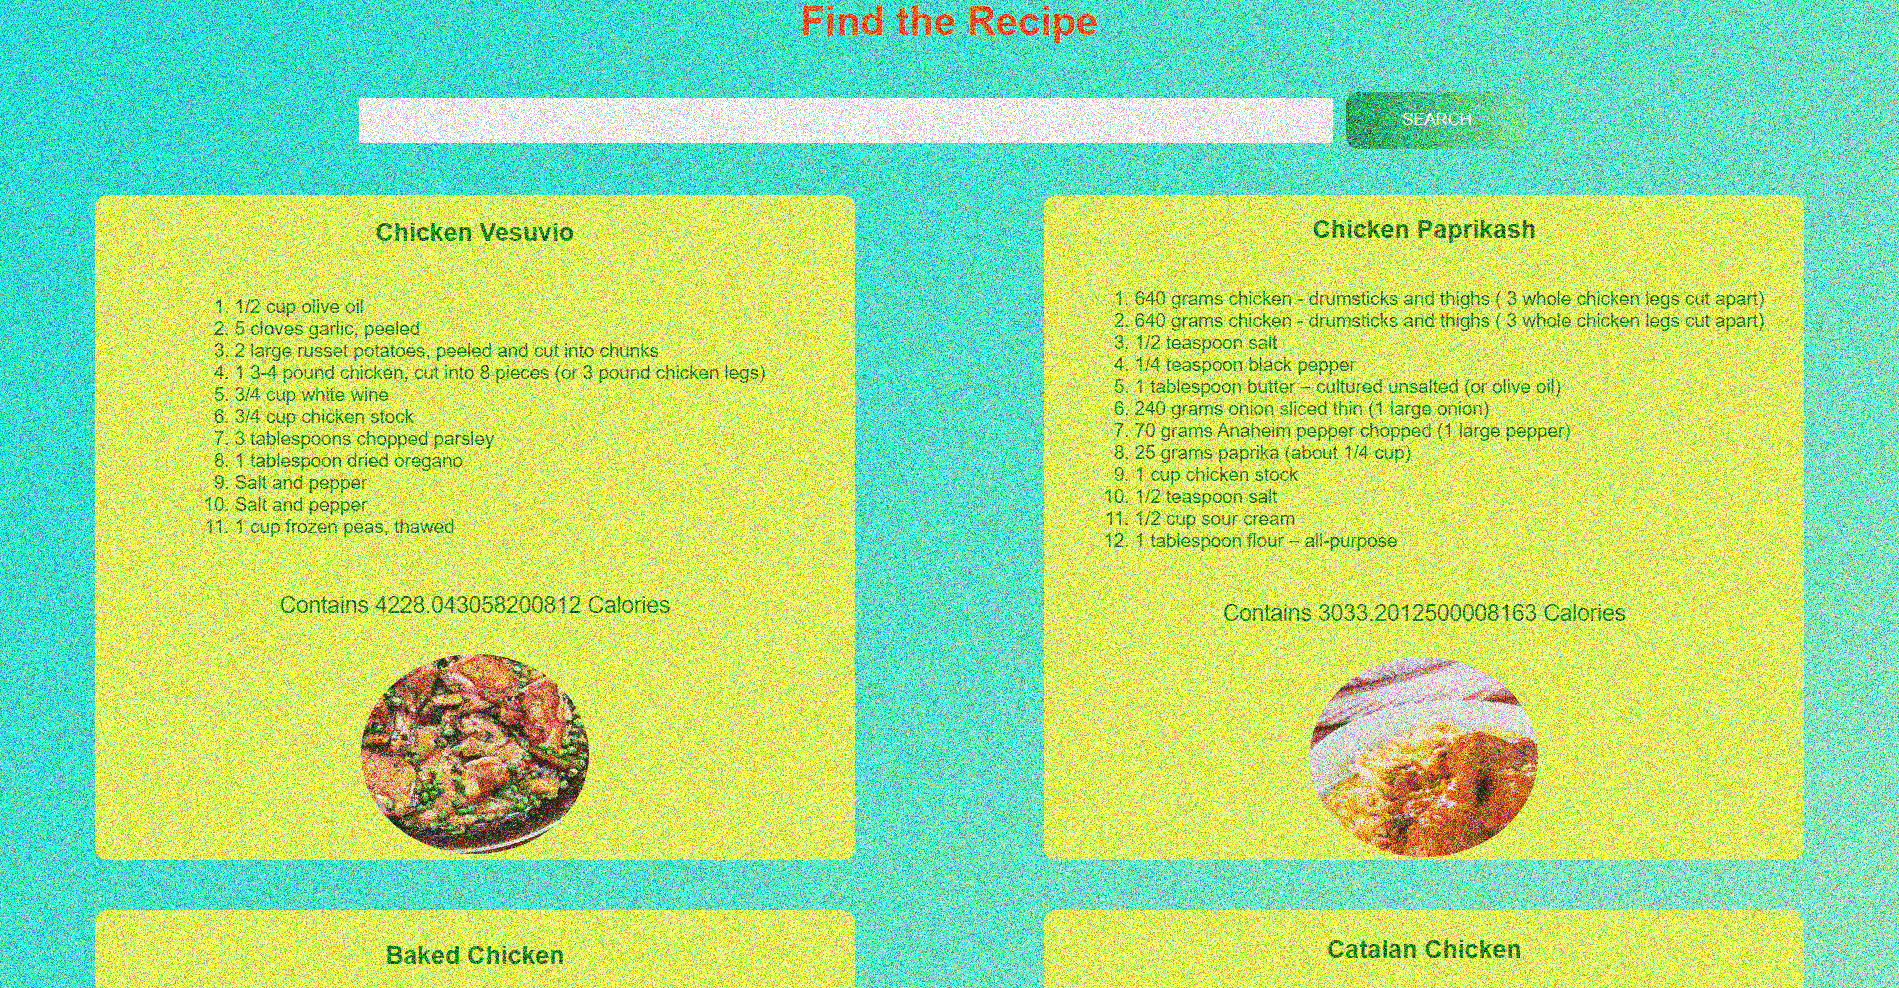 Find the Recipe
SEARCH
Chicken Vesuvio
1. 1/2 cup olive oil
2. 5 cloves garlic, peeled
3. 2 large russet potatoes, peeled and cut into chunks
4. 1 3-4 pound chicken, cut into 8 pieces (or 3 pound chicken legs)
5. 3/4 cup white wine
6. 3/4 cup chicken stock
7. 3 tablespoons chopped parsley
8. 1 tablespoon dried oregano
9. Salt and pepper
10. Salt and pepper
11. 1 cup frozen peas, thawed
Contains 4228.043058200812 Calories
Chicken Paprikash
1. 640 grams chicken - drumsticks and thighs ( 3 whole chicken legs cut apart)
2. 640 grams chicken - drumsticks and thighs ( 3 whole chicken legs cut apart)
3. 1/2 teaspoon salt
4. 1/4 teaspoon black pepper
5. 1 tablespoon butter – cultured unsalted (or olive oil)
6. 240 grams onion sliced thin (1 large onion)
7. 70 grams Anaheim pepper chopped (1 large pepper)
8. 25 grams paprika (about 1/4 cup)
9. 1 cup chicken stock
10. 1/2 teaspoon salt
11. 1/2 cup sour cream
12. 1 tablespoon flour – all-purpose
Contains 3033.2012500008163 Calories
Baked Chicken
Catalan Chicken